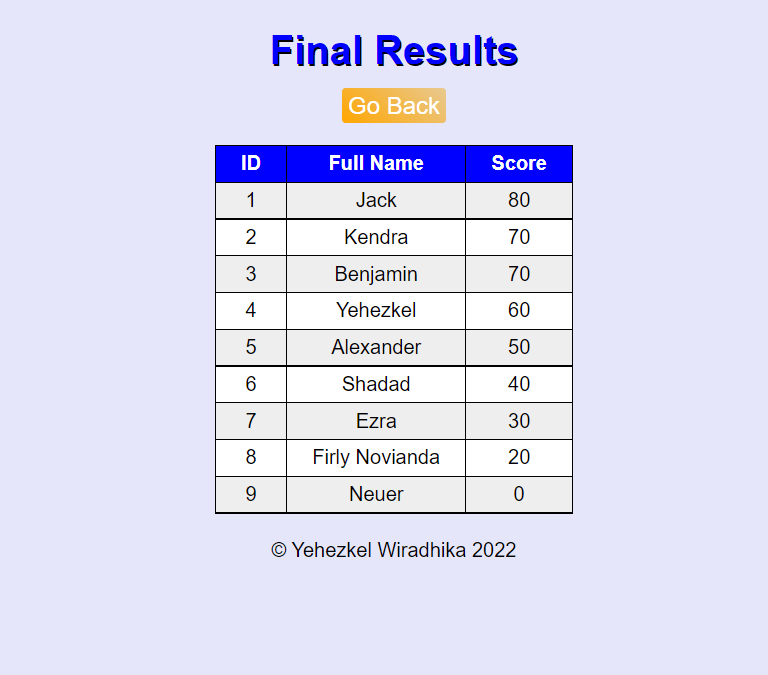 Final Results
Go Back
ID Full Name Score
1 Jack 80
2 Kendra 70
3 Benjamin 70
4 Yehezkel 60
5 Alexander 50
6 Shadad 40
7 Ezra 30
8 Firly Novianda 20
9 Neuer 0
© Yehezkel Wiradhika 2022